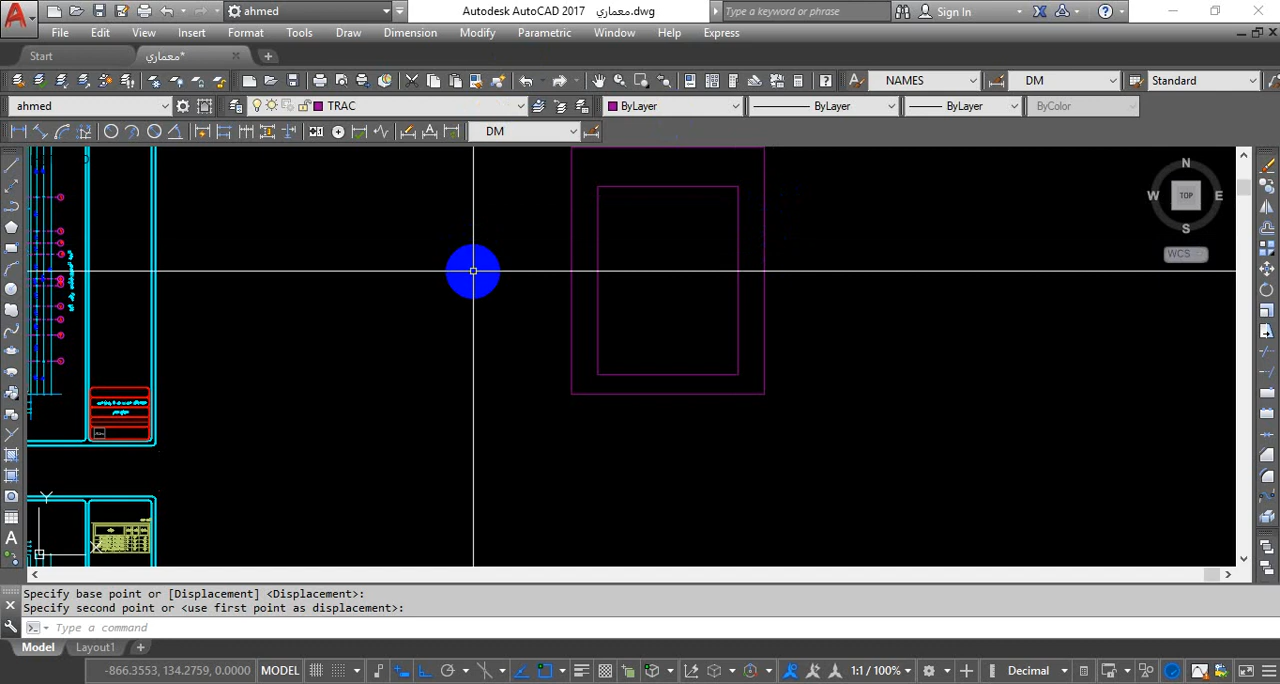 ahmed
Autodesk AutoCAD 2017 معماري.dwg
Type a keyword or phrase
Sign In
File Edit View Insert Format Tools Draw Dimension Modify Parametric Window Help Express
Start
معماري*
NAMES
DM
Standard
ahmed
TRAC
ByLayer
ByLayer
ByLayer
ByColor
DM
N
W TOP E
S
WCS
Y
X
Specify base point or [Displacement] <Displacement>:
Specify second point or <use first point as displacement>:
Type a command
Model Layout1
-866.3553, 134.2759, 0.0000 MODEL 1:1 / 100% Decimal